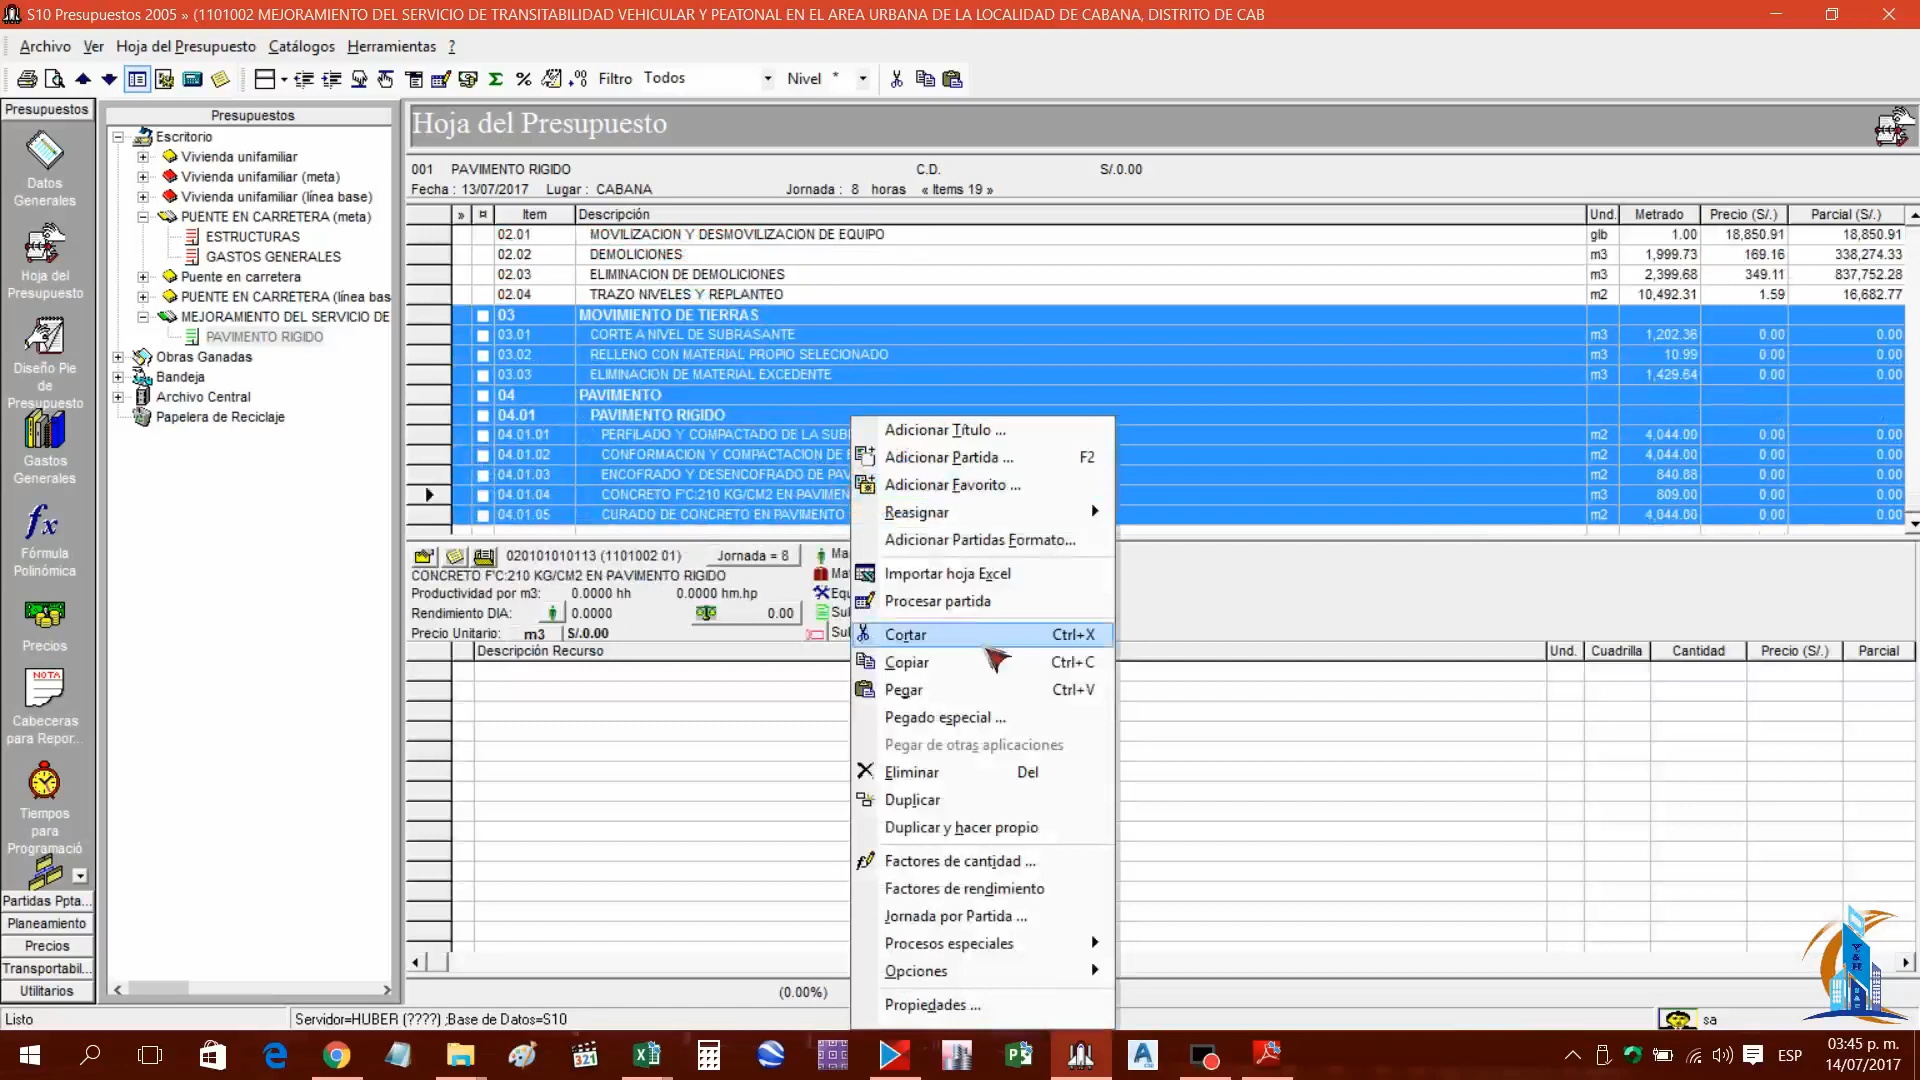 S10 Presupuestos 2005 » (1101002 MEJORAMIENTO DEL SERVICIO DE TRANSITABILIDAD VEHICULAR Y PEATONAL EN EL AREA URBANA DE LA LOCALIDAD DE CABANA, DISTRITO DE CAB
Archivo Ver Hoja del Presupuesto Catálogos Herramientas ?
Filtro Todos Nivel *
Presupuestos
Datos Generales
Hoja del Presupuesto
Diseño Pie de Presupuesto
Gastos Generales
Fórmula Polinómica
Precios
NOTA
Cabeceras para Repor...
Tiempos para Programació
Partidas Ppta...
Planeamiento
Precios
Transportabil...
Utilitarios
Presupuestos
Escritorio
Vivienda unifamiliar
Vivienda unifamiliar (meta)
Vivienda unifamiliar (línea base)
PUENTE EN CARRETERA (meta)
ESTRUCTURAS
GASTOS GENERALES
Puente en carretera
PUENTE EN CARRETERA (línea bas
MEJORAMIENTO DEL SERVICIO DE
PAVIMENTO RIGIDO
Obras Ganadas
Bandeja
Archivo Central
Papelera de Reciclaje
Hoja del Presupuesto
001 PAVIMENTO RIGIDO C.D. S/.0.00
Fecha : 13/07/2017 Lugar : CABANA Jornada : 8 horas « Items 19 »
» ¤ Item Descripción Und. Metrado Precio (S/.) Parcial (S/.)
02.01 MOVILIZACION Y DESMOVILIZACION DE EQUIPO glb 1.00 18,850.91 18,850.91
02.02 DEMOLICIONES m3 1,999.73 169.16 338,274.33
02.03 ELIMINACION DE DEMOLICIONES m3 2,399.68 349.11 837,752.28
02.04 TRAZO NIVELES Y REPLANTEO m2 10,492.31 1.59 16,682.77
03 MOVIMIENTO DE TIERRAS
03.01 CORTE A NIVEL DE SUBRASANTE m3 1,202.36 0.00 0.00
03.02 RELLENO CON MATERIAL PROPIO SELECIONADO m3 10.99 0.00 0.00
03.03 ELIMINACION DE MATERIAL EXCEDENTE m3 1,429.64 0.00 0.00
04 PAVIMENTO
04.01 PAVIMENTO RIGIDO
04.01.01 PERFILADO Y COMPACTADO DE LA SUB m2 4,044.00 0.00 0.00
04.01.02 CONFORMACION Y COMPACTACION DE m2 4,044.00 0.00 0.00
04.01.03 ENCOFRADO Y DESENCOFRADO DE PAV m2 840.88 0.00 0.00
04.01.04 CONCRETO F'C:210 KG/CM2 EN PAVIMEN m3 809.00 0.00 0.00
04.01.05 CURADO DE CONCRETO EN PAVIMENTO m2 4,044.00 0.00 0.00
020101010113 (1101002 01) Jornada = 8 Ma
CONCRETO F'C:210 KG/CM2 EN PAVIMENTO RIGIDO Mat
Productividad por m3: 0.0000 hh 0.0000 hm.hp Equ
Rendimiento DIA: 0.0000 0.00 Sul
Precio Unitario: m3 S/.0.00 Sul
Descripción Recurso Und. Cuadrilla Cantidad Precio (S/.) Parcial
(0.00%)
Adicionar Título ...
Adicionar Partida ... F2
Adicionar Favorito ...
Reasignar
Adicionar Partidas Formato...
Importar hoja Excel
Procesar partida
Cortar Ctrl+X
Copiar Ctrl+C
Pegar Ctrl+V
Pegado especial ...
Pegar de otras aplicaciones
Eliminar Del
Duplicar
Duplicar y hacer propio
Factores de cantidad ...
Factores de rendimiento
Jornada por Partida ...
Procesos especiales
Opciones
Propiedades ...
Listo Servidor=HUBER (????) ;Base de Datos=S10 sa
ESP 03:45 p. m.
14/07/2017